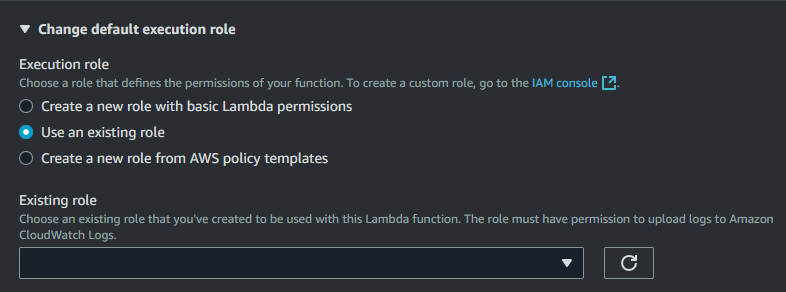 Change default execution role
Execution role
Choose a role that defines the permissions of your function. To create a custom role, go to the IAM console.
Create a new role with basic Lambda permissions
Use an existing role
Create a new role from AWS policy templates
Existing role
Choose an existing role that you've created to be used with this Lambda function. The role must have permission to upload logs to Amazon
CloudWatch Logs.